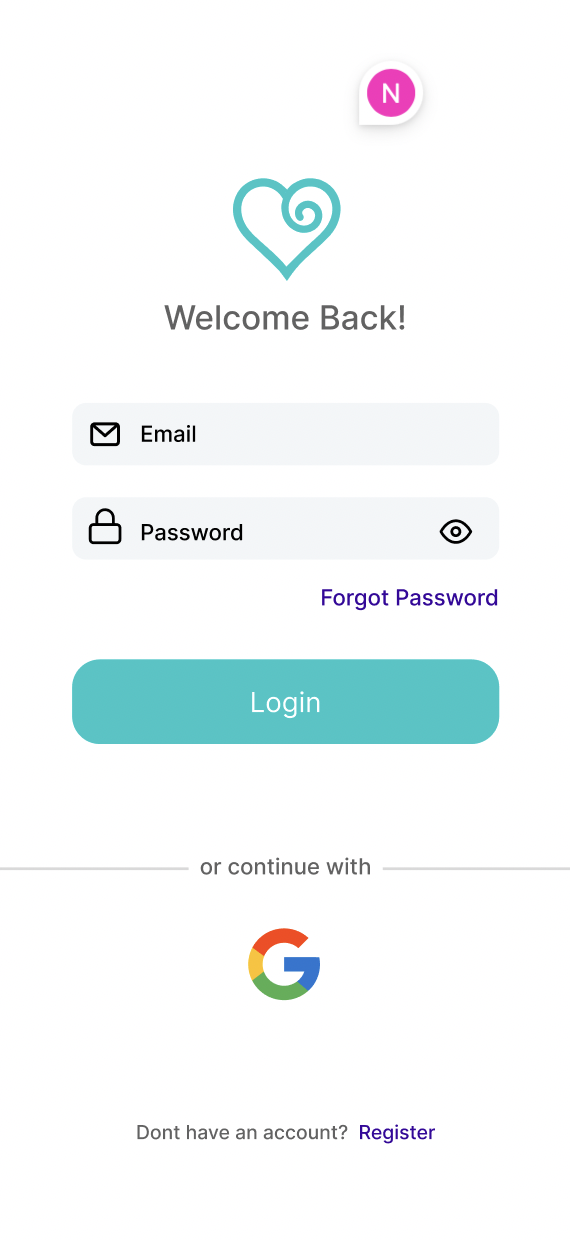 N
Welcome Back!
Email
Password
Forgot Password
Login
or continue with
Dont have an account? Register